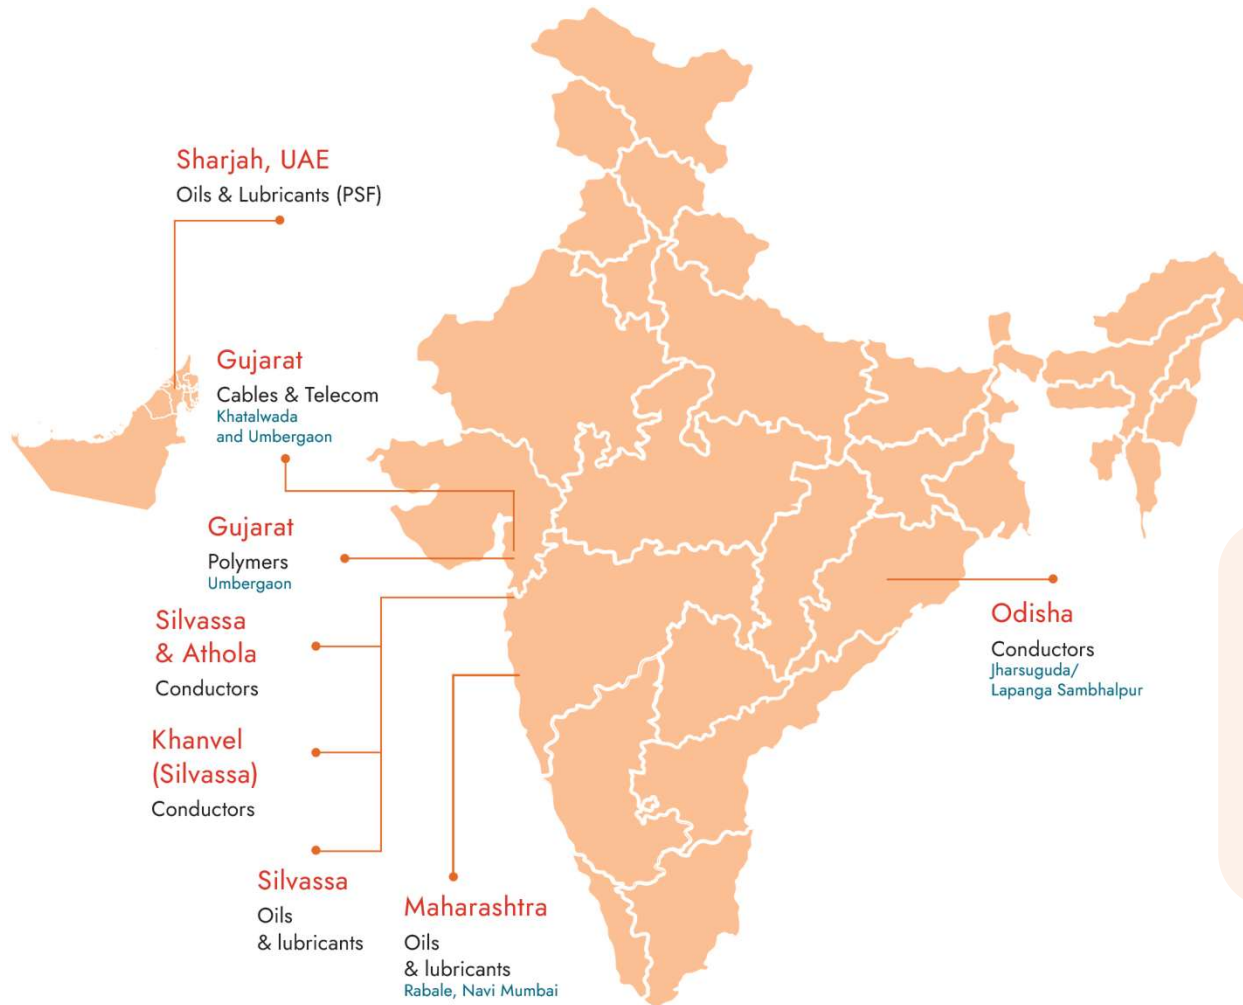 Sharjah, UAE
Oils & Lubricants (PSF)
Gujarat
Cables & Telecom
Khatalwada
and Umbergaon
Gujarat
Polymers
Umbergaon
Silvassa
& Athola
Conductors
Khanvel
(Silvassa)
Conductors
Silvassa
Oils
& lubricants
Maharashtra
Oils
& lubricants
Rabale, Navi Mumbai
Odisha
Conductors
Jharsuguda/
Lapanga Sambhalpur